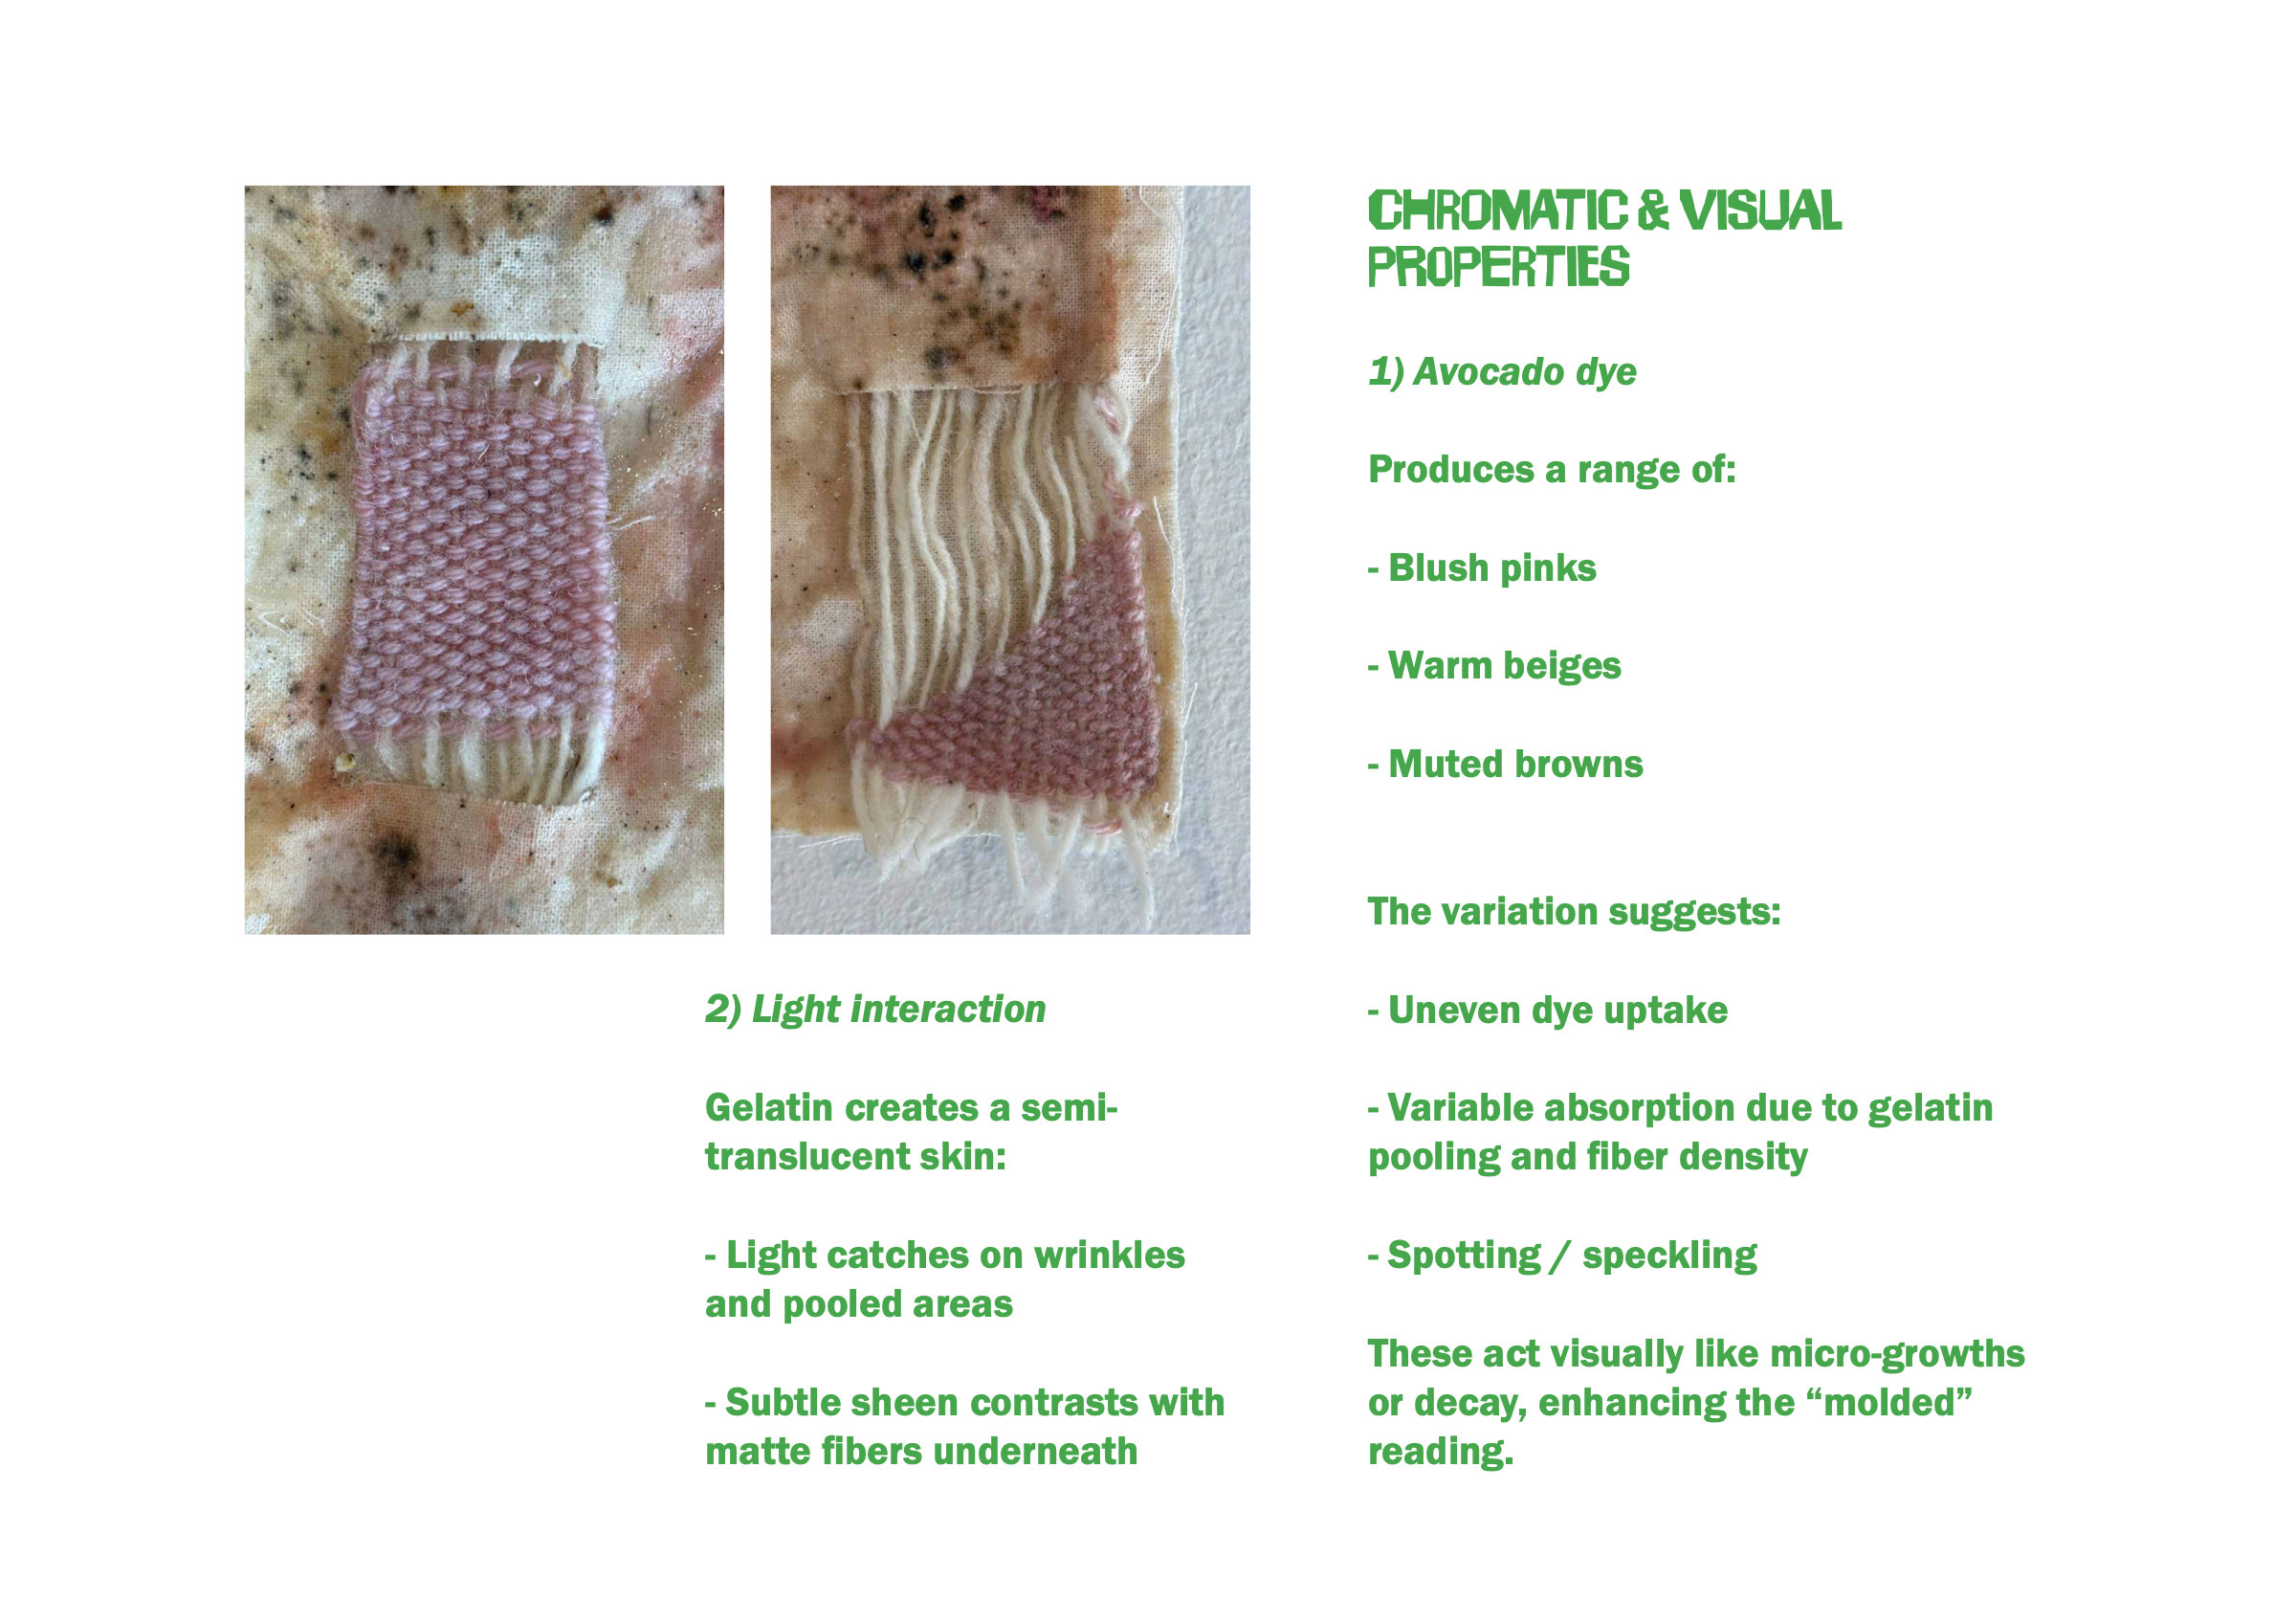 CHROMATIC & VISUAL
PROPERTIES
1) Avocado dye
Produces a range of:
- Blush pinks
- Warm beiges
- Muted browns
The variation suggests:
- Uneven dye uptake
- Variable absorption due to gelatin
pooling and fiber density
- Spotting / speckling
These act visually like micro-growths
or decay, enhancing the “molded”
reading.
2) Light interaction
Gelatin creates a semi-
translucent skin:
- Light catches on wrinkles
and pooled areas
- Subtle sheen contrasts with
matte fibers underneath